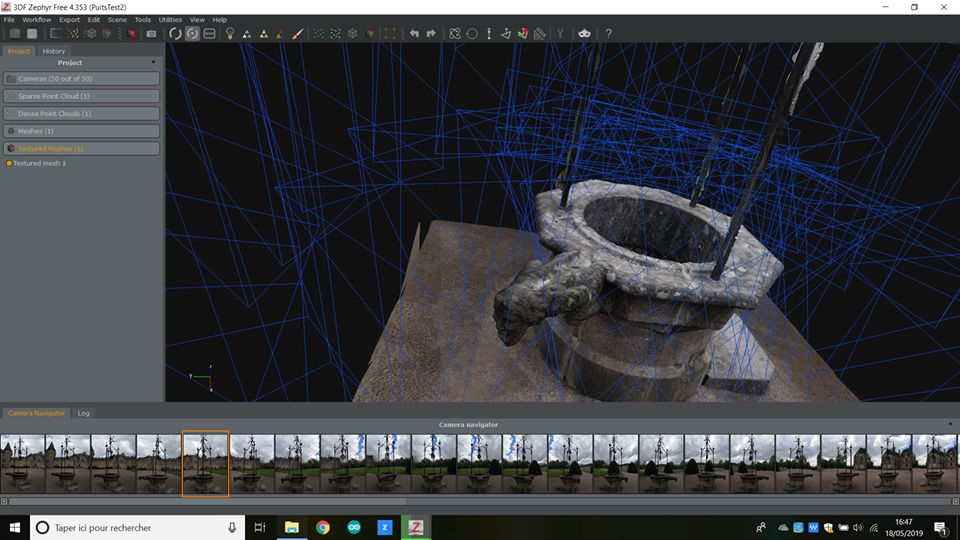 3DF Zephyr Free 4.353 (PuitsTest2)
File Workflow Export Edit Scene Tools Utilities View Help
Project History
Project
Cameras (50 out of 50)
Sparse Point Cloud (1)
Dense Point Clouds (1)
Meshes (1)
Textured Meshes (1)
Textured mesh 1
Y
X
Camera Navigator Log
Camera navigator
Taper ici pour rechercher
16:47
18/05/2019
1